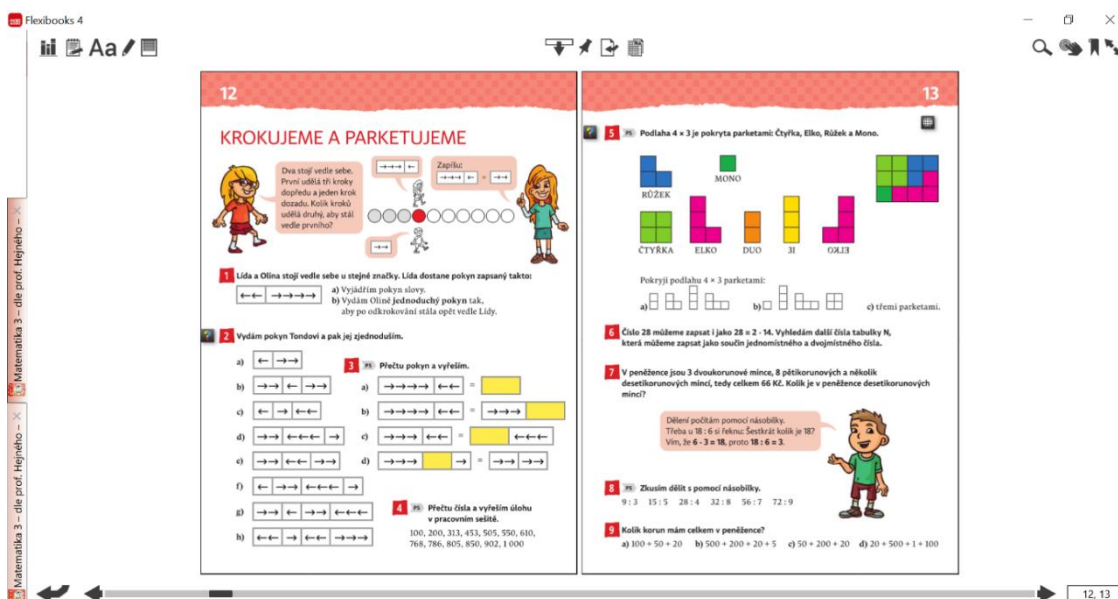 Flexibooks 4
Aa
Matematika 3 – dle prof. Hejného –
Matematika 3 – dle prof. Hejného –
12
KROKUJEME A PARKETUJEME
Dva stojí vedle sebe.
První udělá tři kroky
dopředu a jeden krok
dozadu. Kolik kroků
udělá druhý, aby stál
vedle prvního?
→→→ ←
Zapíšu:
→→→ ← = →→
→→
1 Lída a Olina stojí vedle sebe u stejné značky. Lída dostane pokyn zapsaný takto:
←← →→→→
a) Vyjádřím pokyn slovy.
b) Vydám Olině jednoduchý pokyn tak,
aby po odkrokování stála opět vedle Lídy.
2 Vydám pokyn Tondovi a pak jej zjednoduším.
a) ← →→
b) →→ ← →→
c) ← → ←←
d) →→ ←←← →
e) →→ ←← →→
f) ← →→ ←←← →
g) →→ ← →→ ←←←
h) ←← → ←← →→→
3 PS Přečtu pokyn a vyřeším.
a) →→→→ ←← =
b) →→→→ ←← = →→→
c) →→→ ←← = ←←←
d) →→→ → = →→ →→
4 PS Přečtu čísla a vyřeším úlohu
v pracovním sešitě.
100, 200, 313, 453, 505, 550, 610,
768, 786, 805, 850, 902, 1 000
13
5 PS Podlaha 4 × 3 je pokryta parketami: Čtyřka, Elko, Růžek a Mono.
RŮŽEK
MONO
ČTYŘKA ELKO DUO 3I ELKO
Pokryji podlahu 4 × 3 parketami:
a) b) c) třemi parketami.
6 Číslo 28 můžeme zapsat i jako 28 = 2 · 14. Vyhledám další čísla tabulky N,
která můžeme zapsat jako součin jednomístného a dvojmístného čísla.
7 V peněžence jsou 3 dvoukorunové mince, 8 pětikorunových a několik
desetikorunových mincí, tedy celkem 66 Kč. Kolik je v peněžence desetikorunových
mincí?
Dělení počítám pomocí násobilky.
Třeba u 18 : 6 si řeknu: Šestkrát kolik je 18?
Vím, že 6 · 3 = 18, proto 18 : 6 = 3.
8 PS Zkusím dělit s pomocí násobilky.
9 : 3 15 : 5 28 : 4 32 : 8 56 : 7 72 : 9
9 Kolik korun mám celkem v peněžence?
a) 100 + 50 + 20 b) 500 + 200 + 20 + 5 c) 50 + 200 + 20 d) 20 + 500 + 1 + 100
12, 13